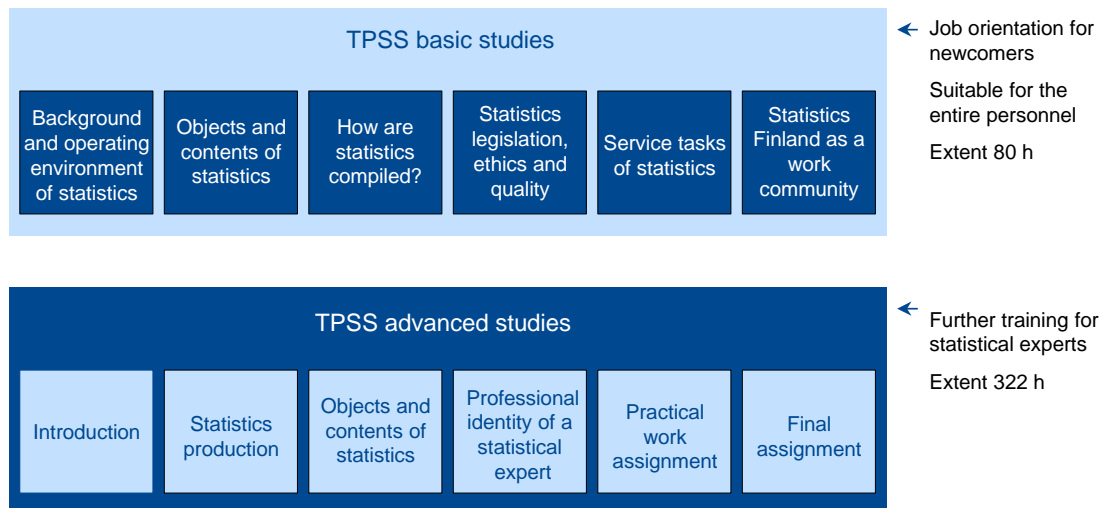 TPSS basic studies
Background
and operating
environment
of statistics
Objects and
contents of
statistics
How are
statistics
compiled?
Statistics
legislation,
ethics and
quality
Service tasks
of statistics
Statistics
Finland as a
work
community
Job orientation for
newcomers
Suitable for the
entire personnel
Extent 80 h
TPSS advanced studies
Introduction
Statistics
production
Objects and
contents of
statistics
Professional
identity of a
statistical
expert
Practical
work
assignment
Final
assignment
Further training for
statistical experts
Extent 322 h